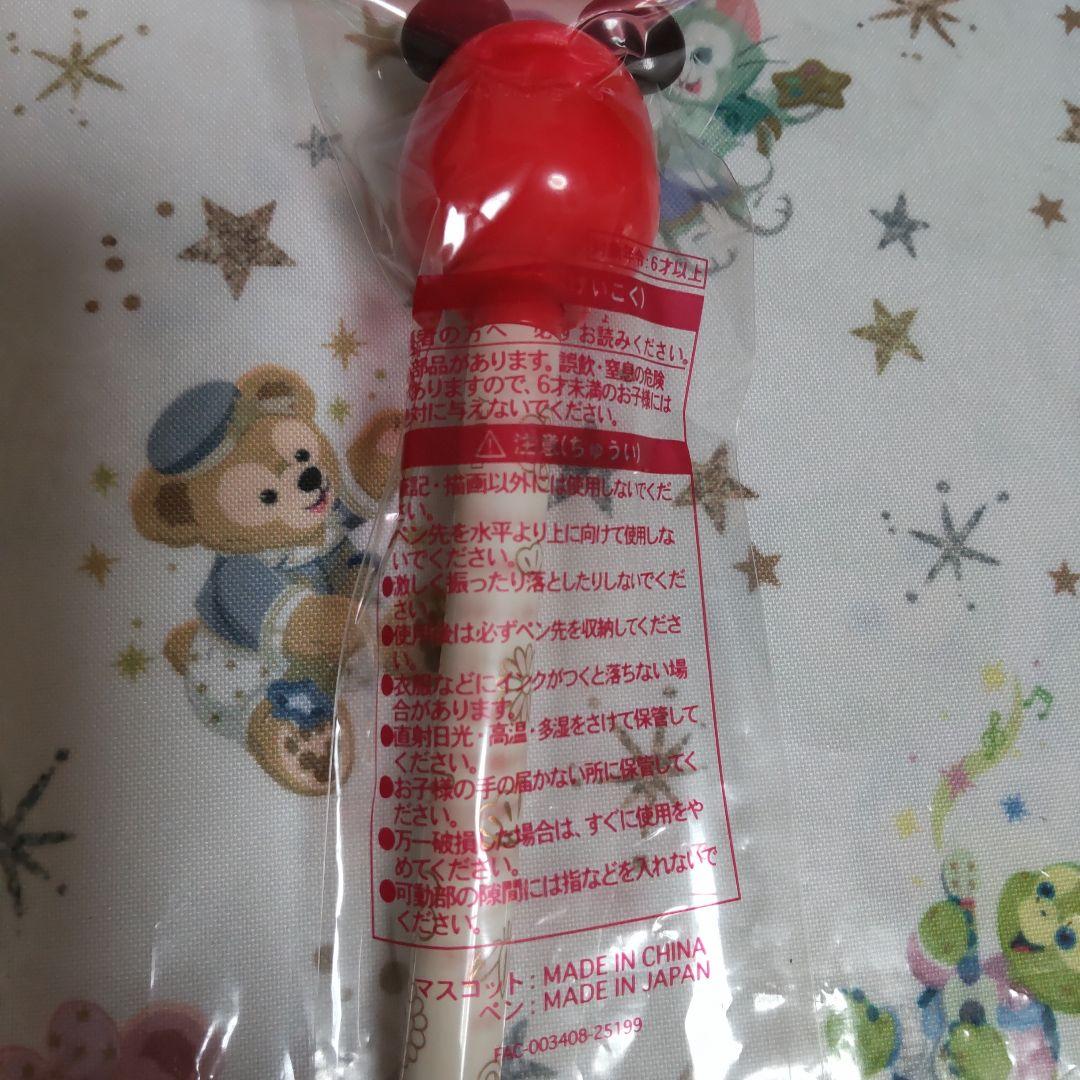 :6才以上
いこく)
者の方へ 必ずお読みください。
部品があります。誤飲・窒息の危険
ありますので、6才未満のお子様には
対に与えないでください。
注意(ちゅうい)
記・描画以外には使用しないでくだ
さい。
ペン先を水平より上に向けて使用しな
いでください。
●激しく振ったり落としたりしないでくだ
さい。
●使用後は必ずペン先を収納してくださ
い。
●衣服などにインクがつくと落ちない場
合があります。
●直射日光・高温・多湿をさけて保管して
ください。
●お子様の手の届かない所に保管してく
ださい。
●万一破損した場合は、すぐに使用をや
めてください。
●可動部の隙間には指などを入れないで
ください。
マスコット:MADE IN CHINA
ペン:MADE IN JAPAN
FAC-003408-25199